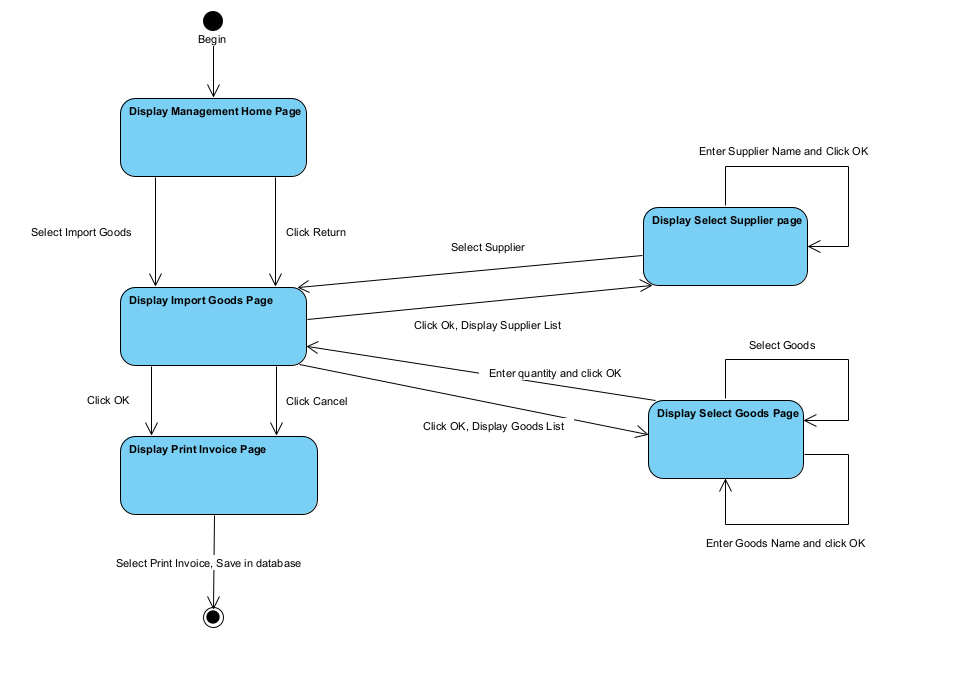 Begin
Display Management Home Page
Enter Supplier Name and Click OK
Display Select Supplier page
Select Import Goods
Click Return
Select Supplier
Display Import Goods Page
Click Ok, Display Supplier List
Select Goods
Enter quantity and click OK
Click OK
Click Cancel
Display Select Goods Page
Click OK, Display Goods List
Display Print Invoice Page
Enter Goods Name and click OK
Select Print Invoice, Save in database